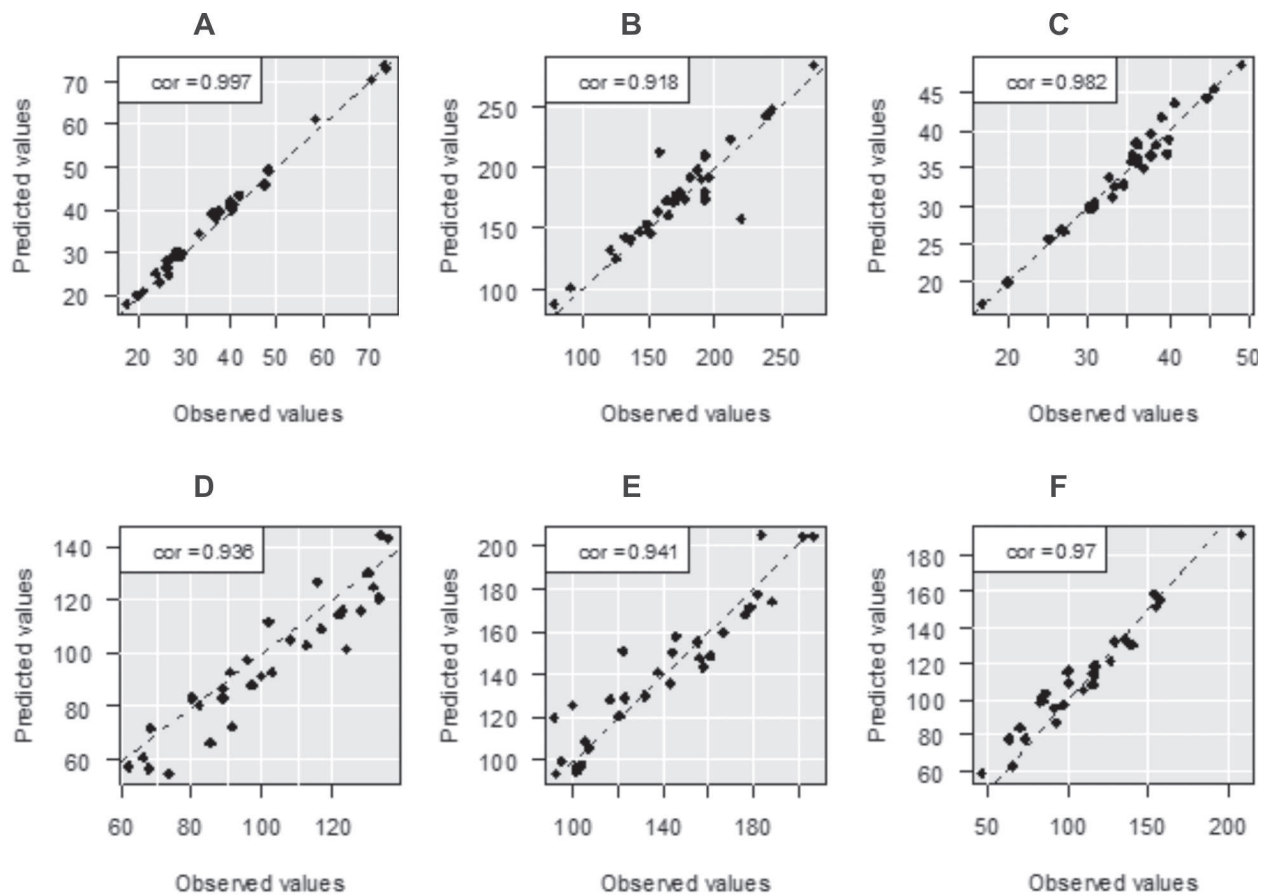 A B C
cor = 0.997
70
60
50
40
30
20
Predicted values
20 30 40 50 60 70
Observed values
cor = 0.918
250
200
150
100
Predicted values
100 150 200 250
Observed values
cor = 0.982
45
40
35
30
25
20
Predicted values
20 30 40 50
Observed values
D E F
cor = 0.936
140
120
100
80
60
Predicted values
60 80 100 120
Observed values
cor = 0.941
200
180
160
140
120
100
Predicted values
100 140 180
Observed values
cor = 0.97
180
160
140
120
100
80
60
Predicted values
50 100 150 200
Observed values